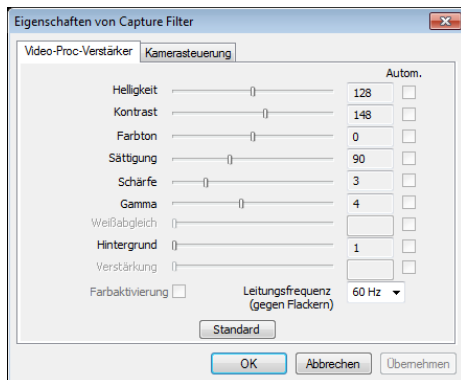 Eigenschaften von Capture Filter
Video-Proc-Verstärker Kamerasteuerung
Autom.
Helligkeit 128
Kontrast 148
Farbton 0
Sättigung 90
Schärfe 3
Gamma 4
Weißabgleich
Hintergrund 1
Verstärkung
Farbaktivierung Leitungsfrequenz 60 Hz
(gegen Flackern)
Standard
OK Abbrechen Übernehmen